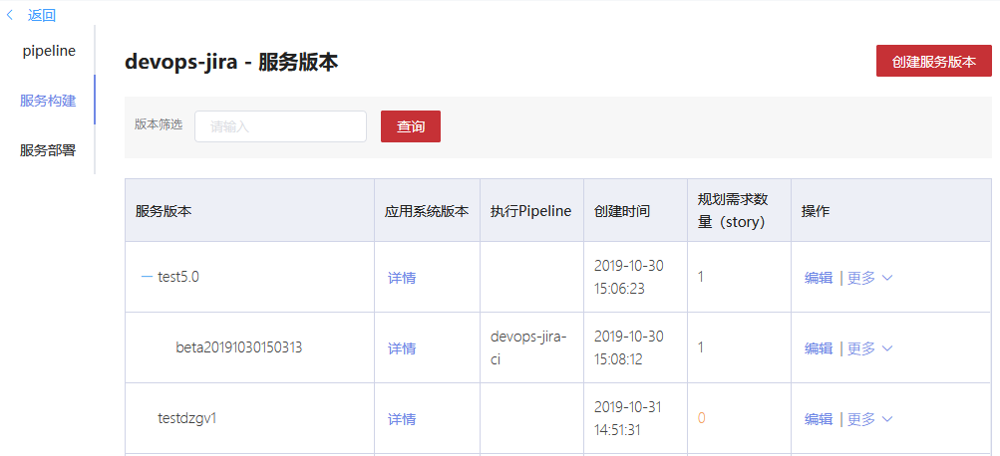 返回
pipeline
服务构建
服务部署
devops-jira - 服务版本
创建服务版本
版本筛选 请输入 查询
服务版本 应用系统版本 执行Pipeline 创建时间 规划需求数
量（story） 操作
test5.0 详情 2019-10-30
15:06:23 1 编辑 | 更多
beta20191030150313 详情 devops-jira-
ci 2019-10-30
15:08:12 1 编辑 | 更多
testdzgv1 详情 2019-10-31
14:51:31 0 编辑 | 更多